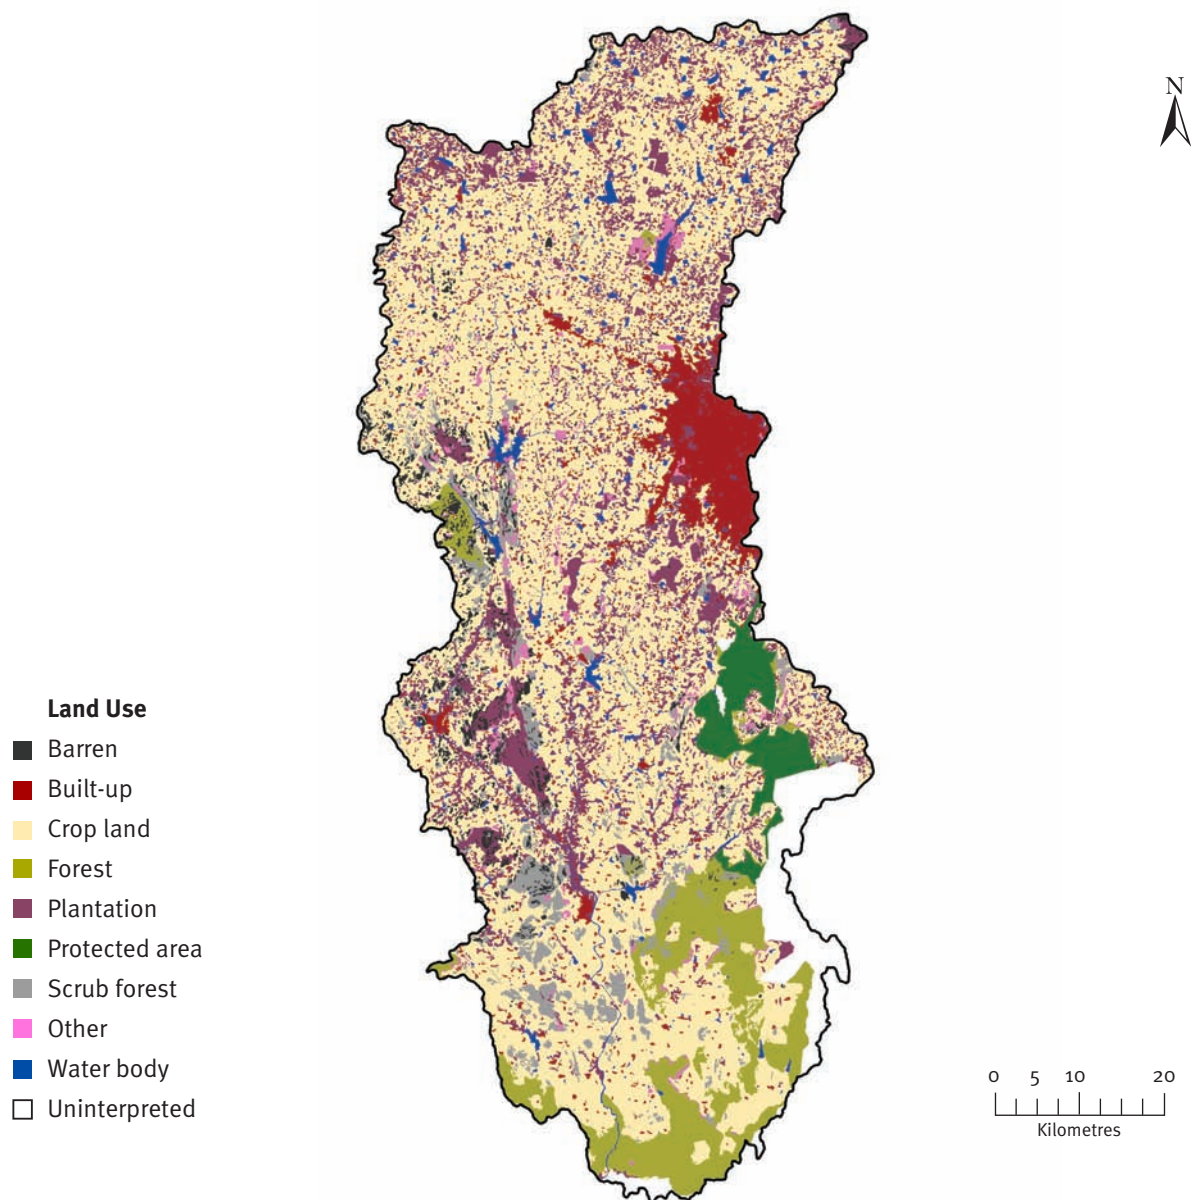 N
Land Use
Barren
Built-up
Crop land
Forest
Plantation
Protected area
Scrub forest
Other
Water body
Uninterpreted
0 5 10 20
Kilometres